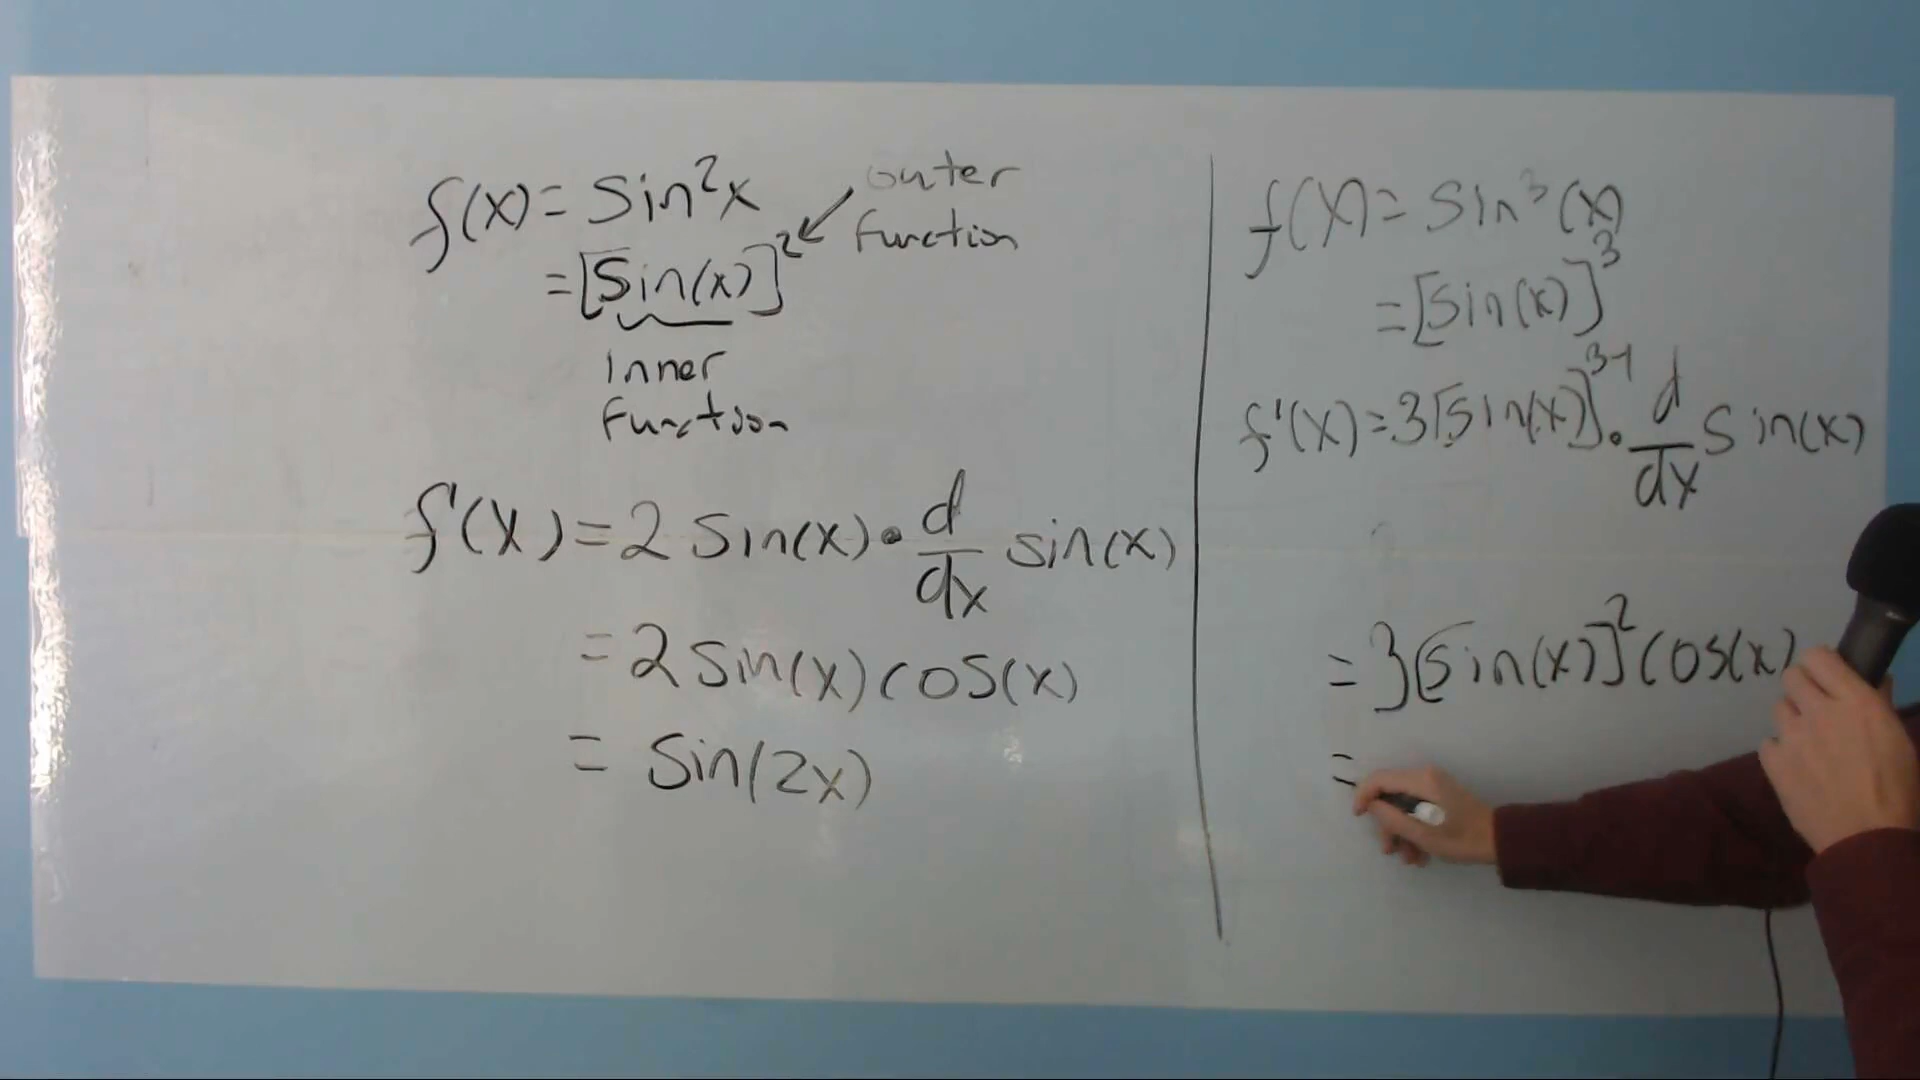 f(x) = sin²x
= [sin(x)]²
outer
function
inner
function
f'(x) = 2 sin(x) • d/dx sin(x)
= 2 sin(x) cos(x)
= sin(2x)
f(x) = sin³(x)
= [sin(x)]³
f'(x) = 3[sin(x)]³⁻¹ • d/dx sin(x)
= 3[sin(x)]² cos(x)
=